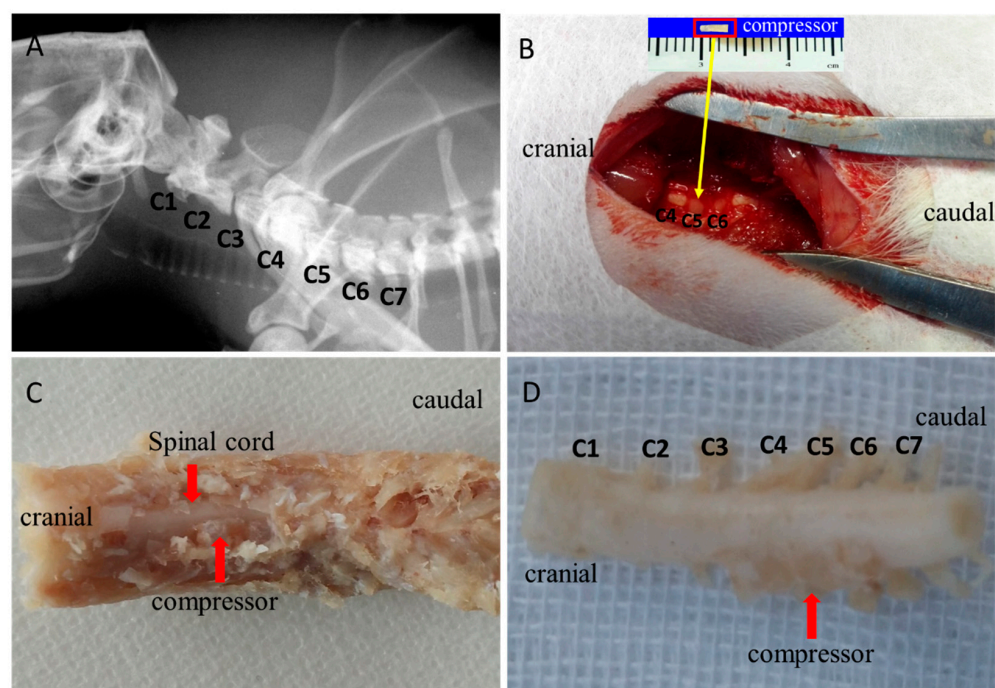 A
C1
C2
C3
C4
C5
C6
C7
B
compressor
3
4
cm
cranial
caudal
C4
C5
C6
C
caudal
Spinal cord
cranial
compressor
D
caudal
C1
C2
C3
C4
C5
C6
C7
cranial
compressor